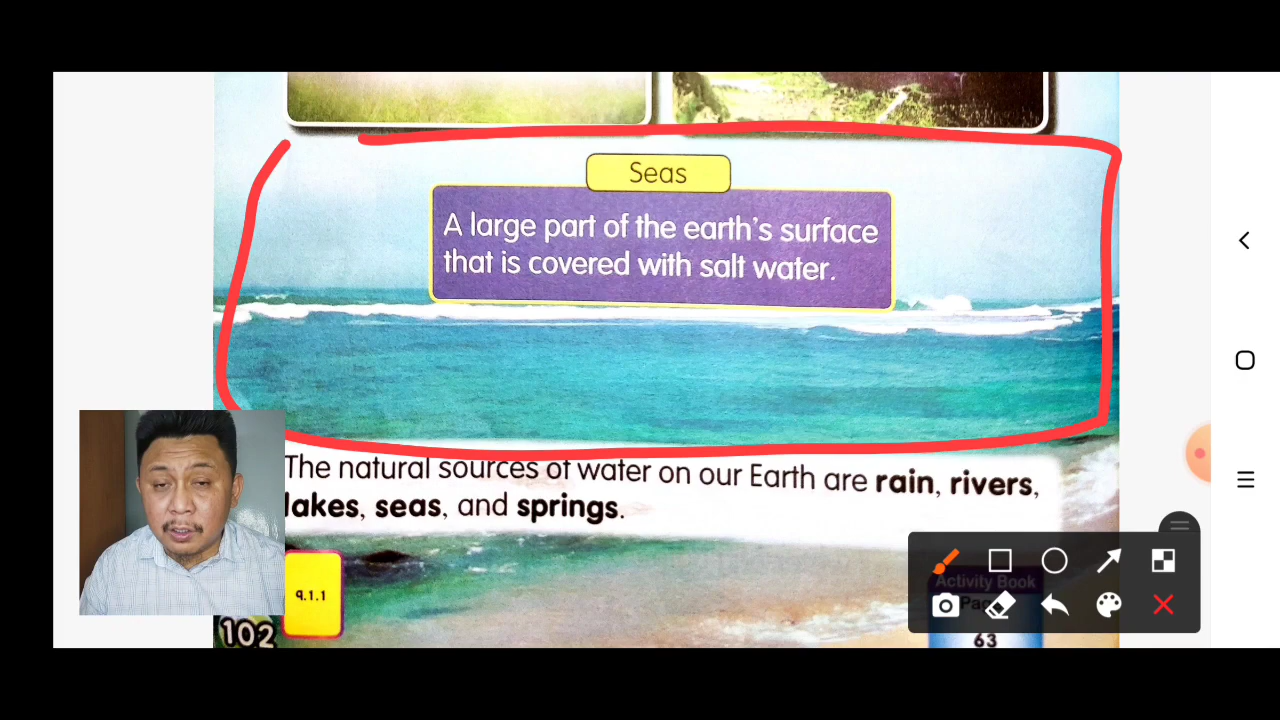 Seas
A large part of the earth's surface
that is covered with salt water.
The natural sources of water on our Earth are rain, rivers,
lakes, seas, and springs.
9.1.1
Activity Book
Pag
102
63